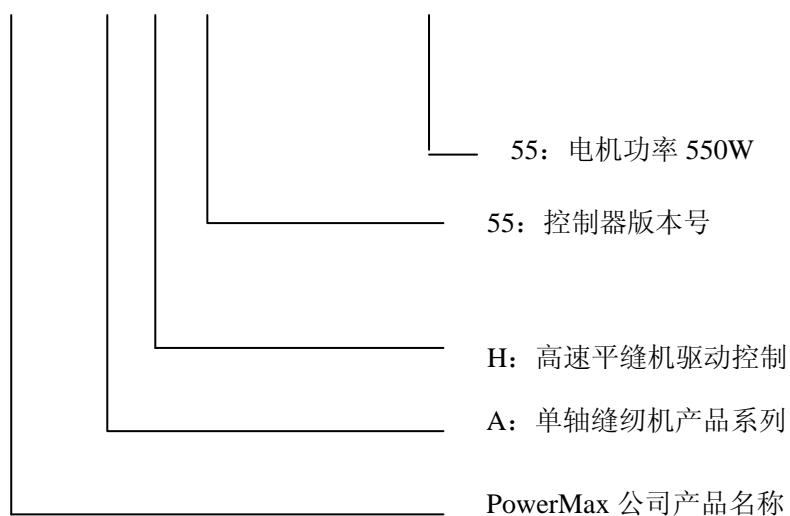 55：电机功率 550W
55：控制器版本号
H：高速平缝机驱动控制
A：单轴缝纫机产品系列
PowerMax 公司产品名称